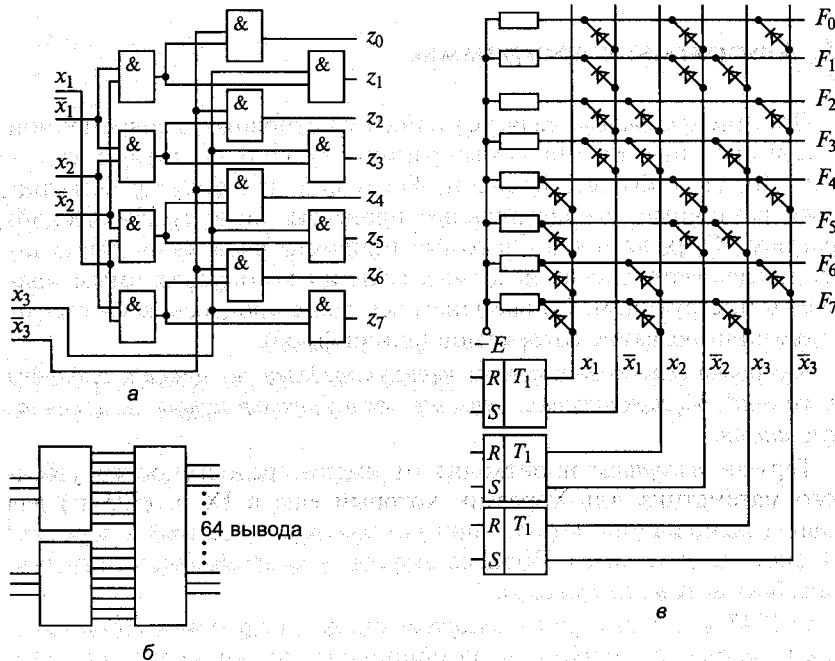 &
z₀
&
&
z₁
x₁
x̄₁
&
z₂
&
&
z₃
x₂
x̄₂
&
z₄
&
&
z₅
&
z₆
x₃
x̄₃
&
&
z₇
а
64 вывода
б
F₀
F₁
F₂
F₃
F₄
F₅
F₆
F₇
E
x₁ x̄₁ x₂ x̄₂ x₃ x̄₃
R T₁
S
R T₁
S
R T₁
S
в